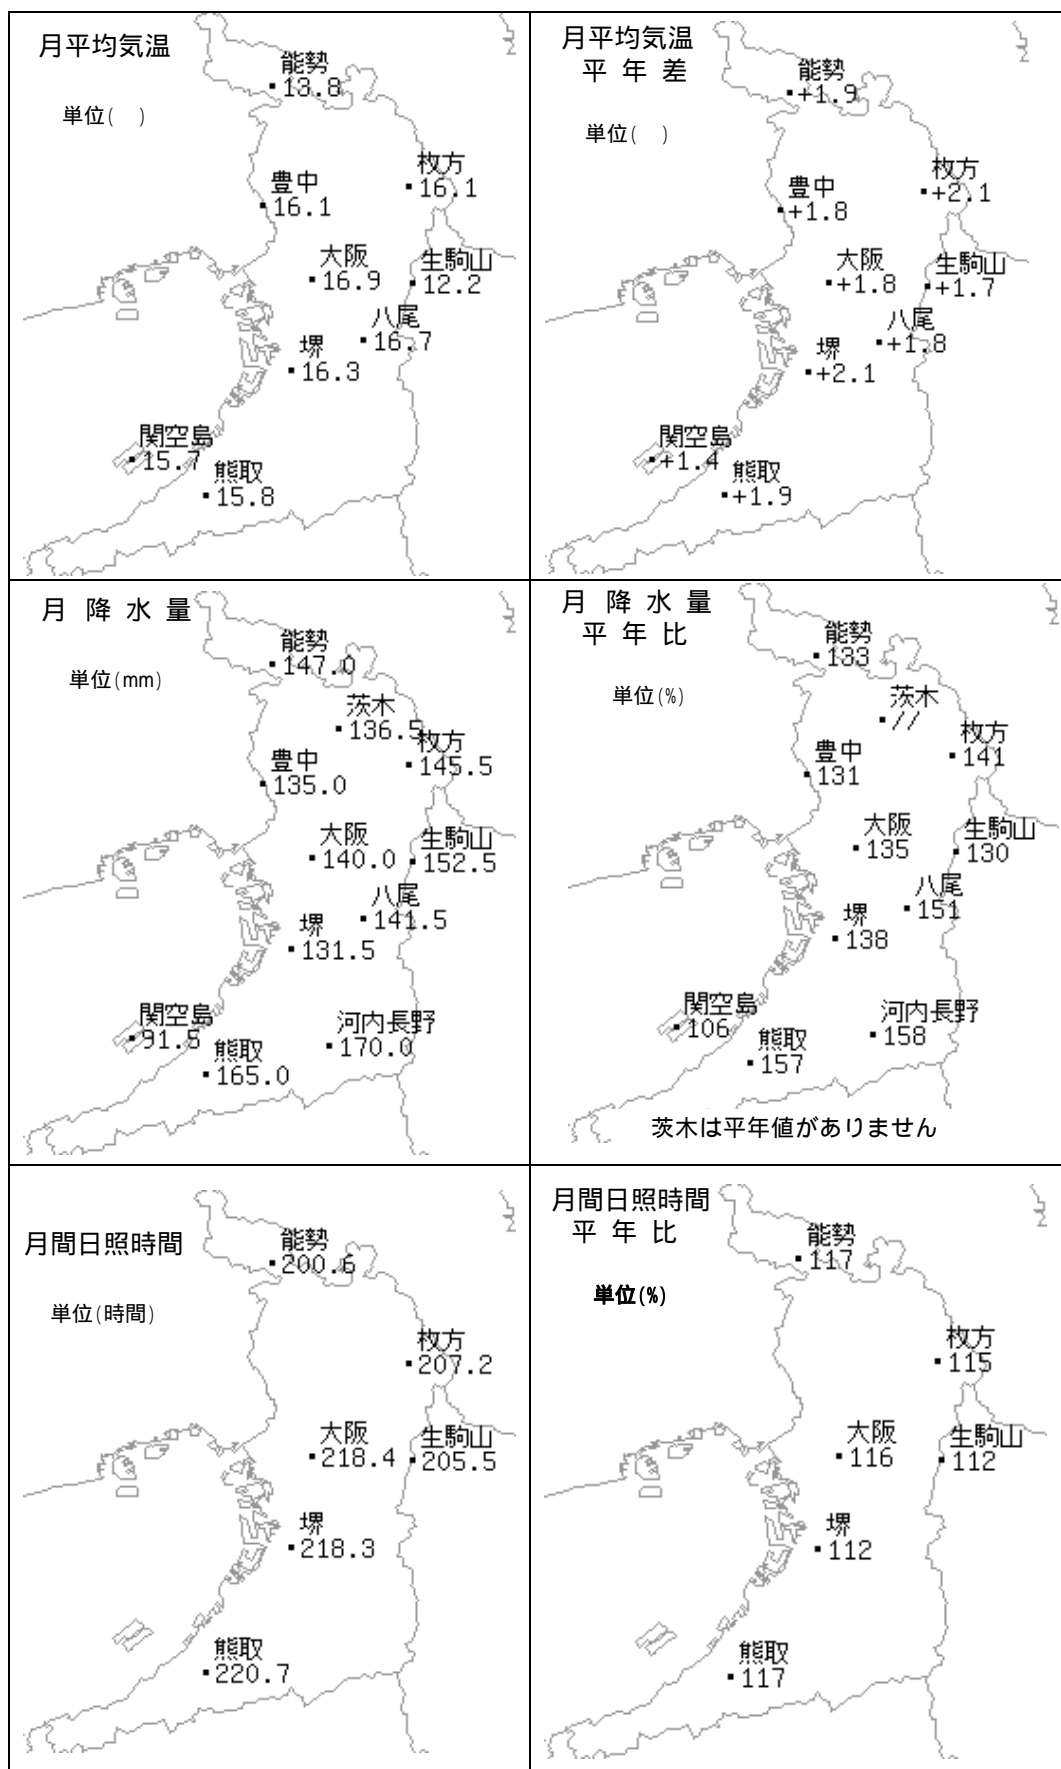 月平均気温
単位( )
能勢
13.8
枚方
16.1
豊中
16.1
大阪
16.9
生駒山
12.2
八尾
16.7
堺
16.3
関空島
15.7
熊取
15.8
月平均気温
平 年 差
単位( )
能勢
+1.9
枚方
+2.1
豊中
+1.8
大阪
+1.8
生駒山
+1.7
八尾
+1.8
堺
+2.1
関空島
+1.4
熊取
+1.9
月 降 水 量
単位(mm)
能勢
147.0
茨木
136.5
枚方
145.5
豊中
135.0
大阪
140.0
生駒山
152.5
八尾
141.5
堺
131.5
関空島
91.5
河内長野
170.0
熊取
165.0
月 降 水 量
平 年 比
単位(%)
能勢
133
茨木
//
枚方
141
豊中
131
大阪
135
生駒山
130
八尾
151
堺
138
関空島
106
河内長野
158
熊取
157
茨木は平年値がありません
月間日照時間
単位(時間)
能勢
200.6
枚方
207.2
大阪
218.4
生駒山
205.5
堺
218.3
熊取
220.7
月間日照時間
平 年 比
単位(%)
能勢
117
枚方
115
大阪
116
生駒山
112
堺
112
熊取
117